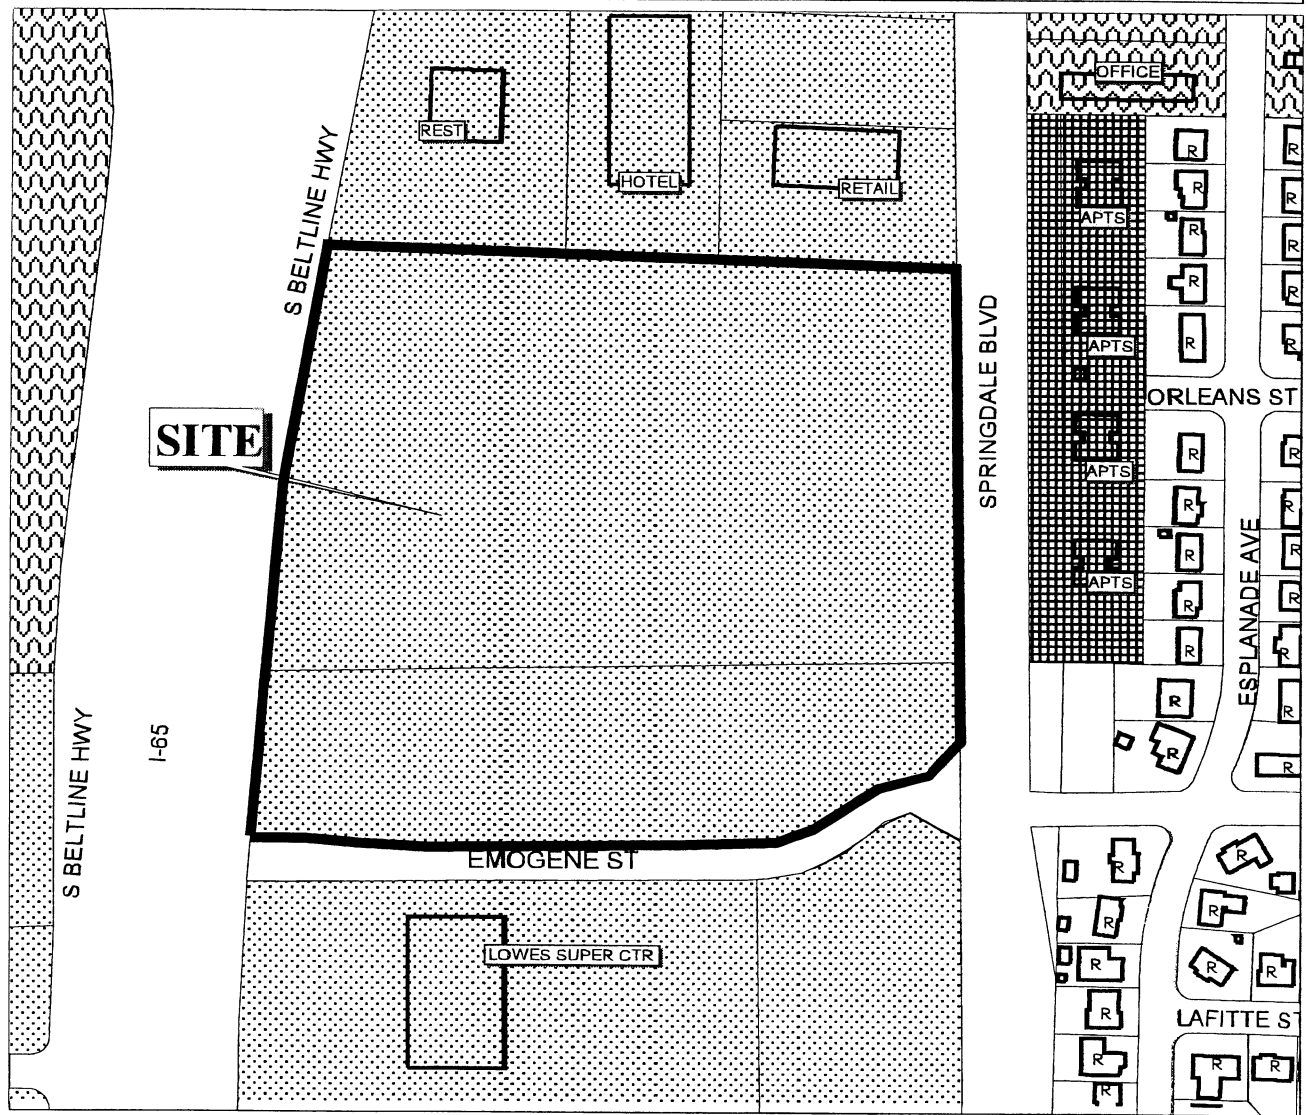 OFFICE
REST
HOTEL
RETAIL
R
R
R
R
APTS
R
R
R
R
S BELTLINE HWY
R
R
APTS
R
R
SPRINGDALE BLVD
ORLEANS ST
SITE
R
R
APTS
R
R
R
R
APTS
R
R
R
R
ESPLANADE AVE
R
R
S BELTLINE HWY
I-65
R
R
EMOGENE ST
R
R
R
R
LOWES SUPER CTR
R
R
R
R
LAFITTE ST
R
R
R
R